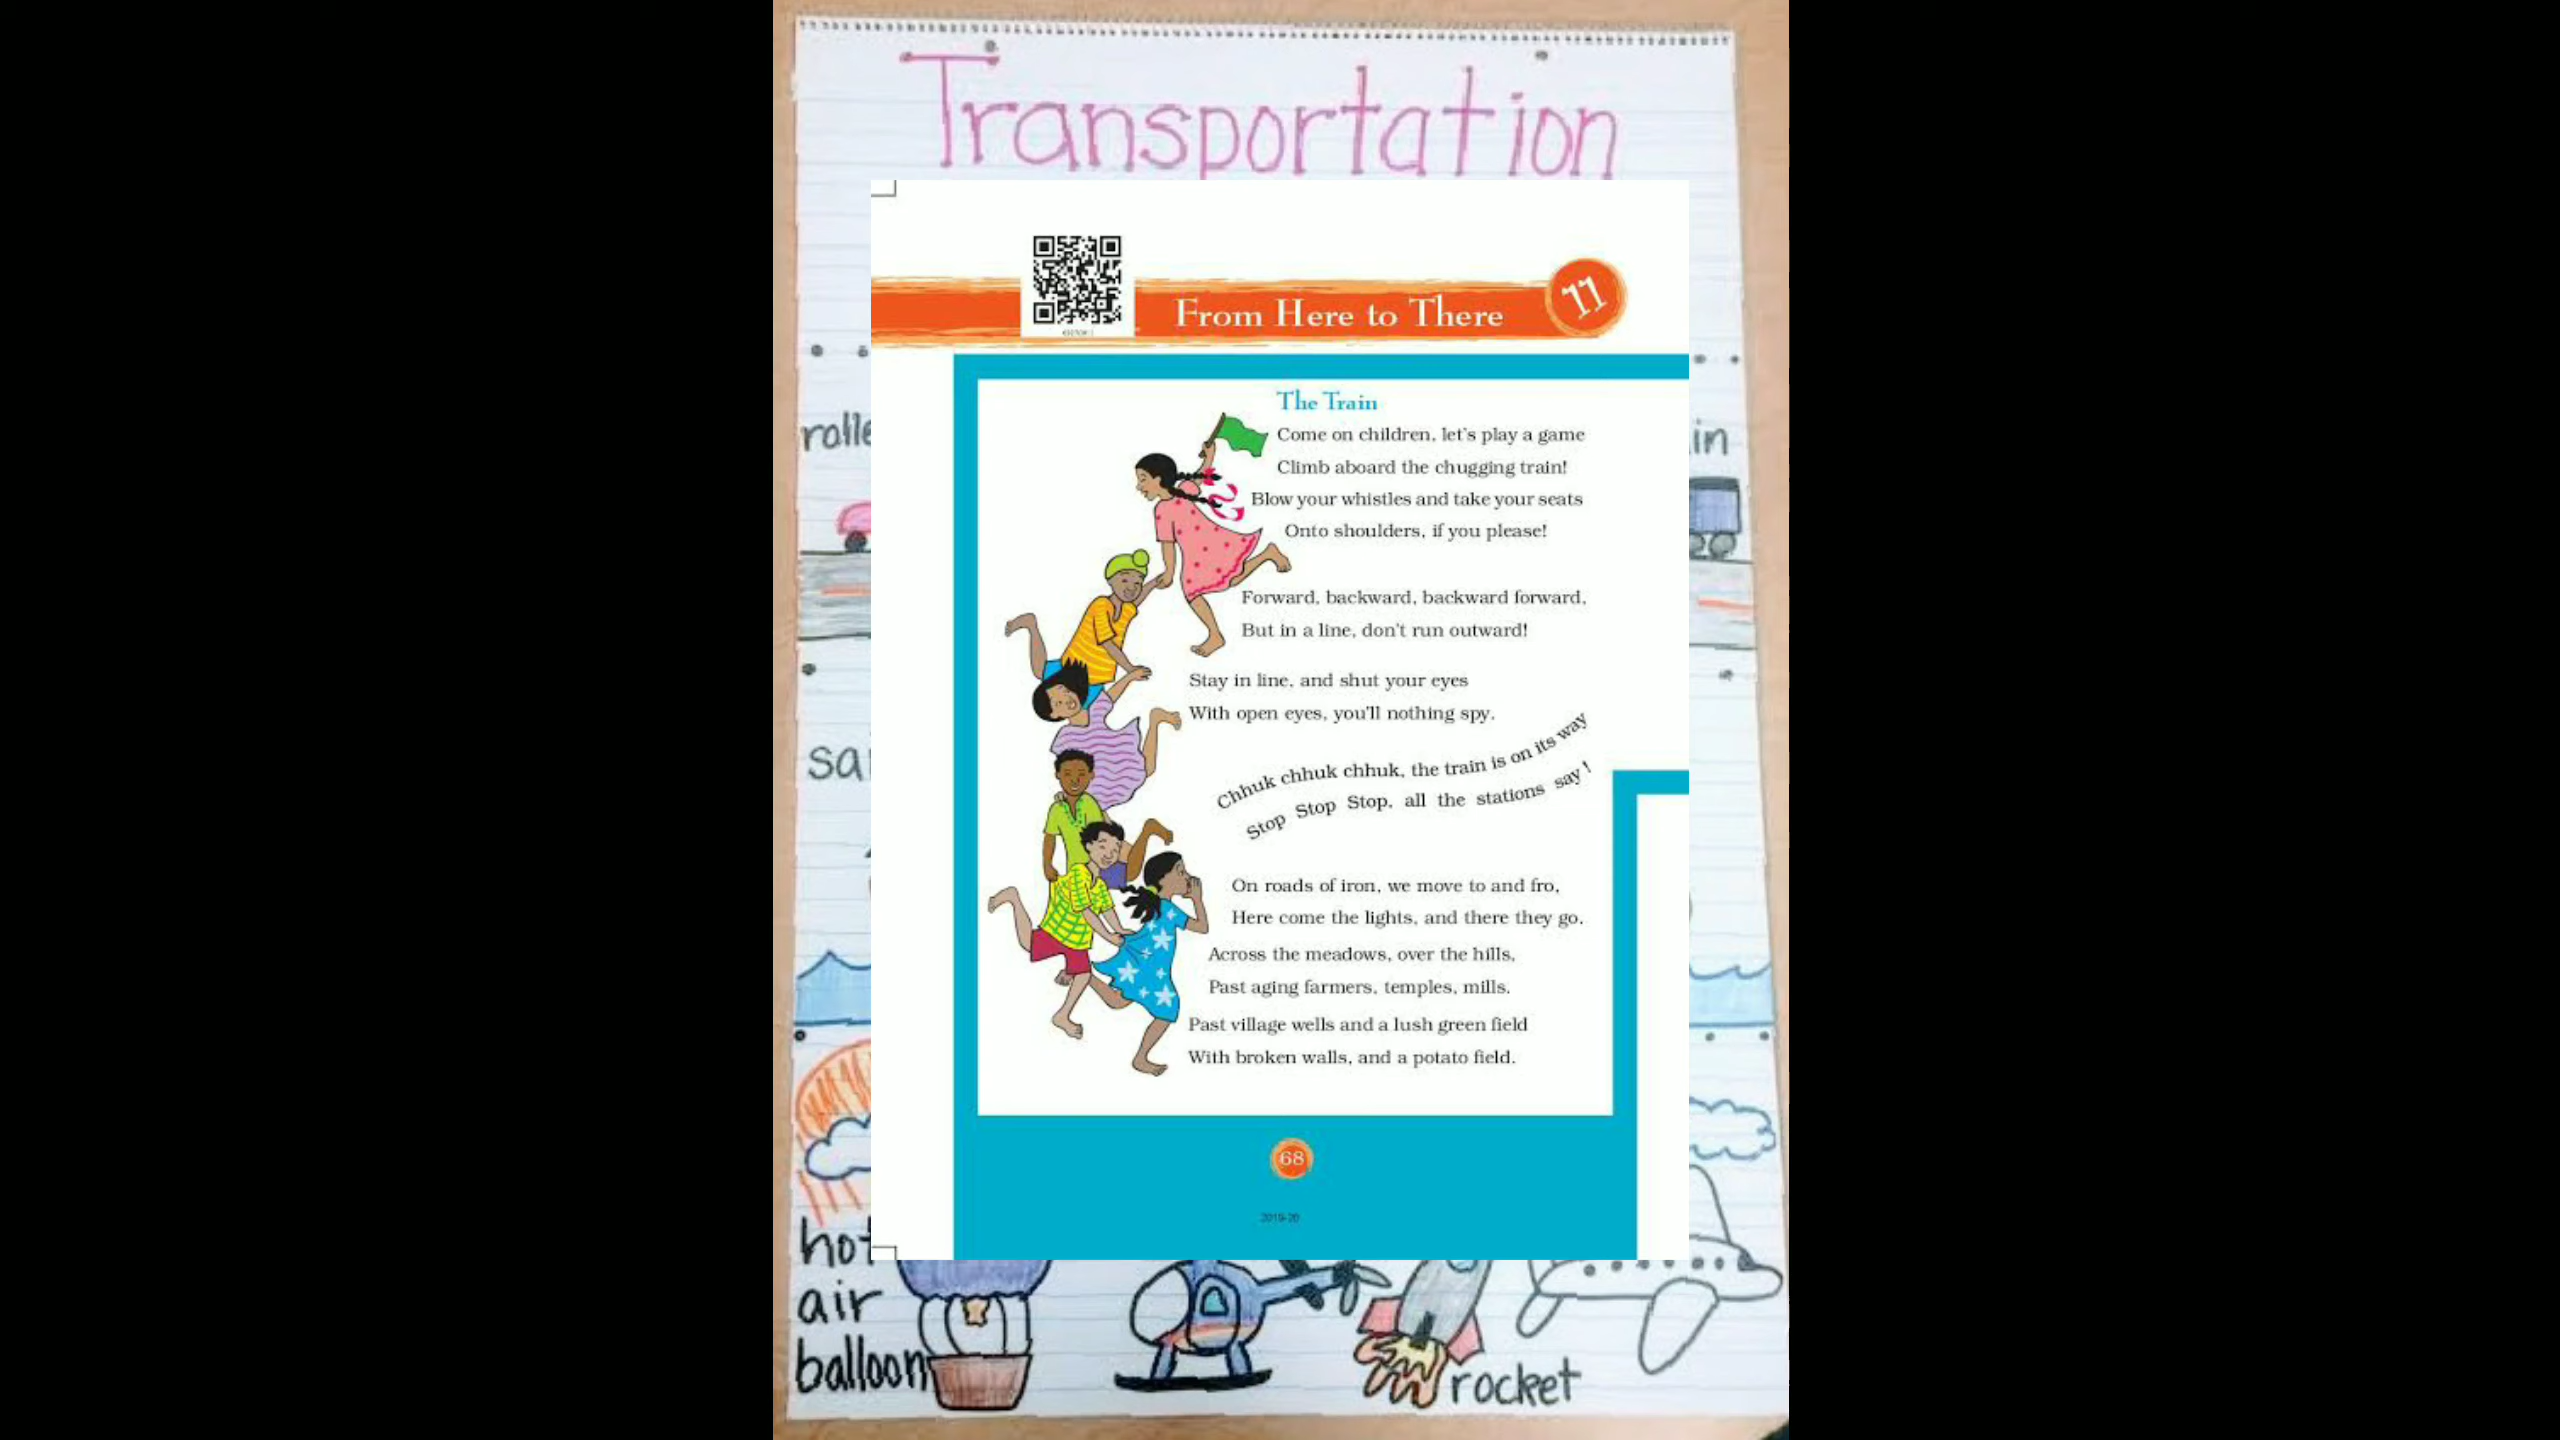 Transportation
From Here to There
11
The Train
Come on children, let's play a game
Climb aboard the chugging train!
Blow your whistles and take your seats
Onto shoulders, if you please!
Forward, backward, backward forward,
But in a line, don't run outward!
Stay in line, and shut your eyes
With open eyes, you'll nothing spy.
Chhuk chhuk chhuk, the train is on its way
Stop Stop Stop, all the stations say !
On roads of iron, we move to and fro,
Here come the lights, and there they go.
Across the meadows, over the hills,
Past aging farmers, temples, mills.
Past village wells and a lush green field
With broken walls, and a potato field.
68
2019-20
hot
air
balloon
rocket